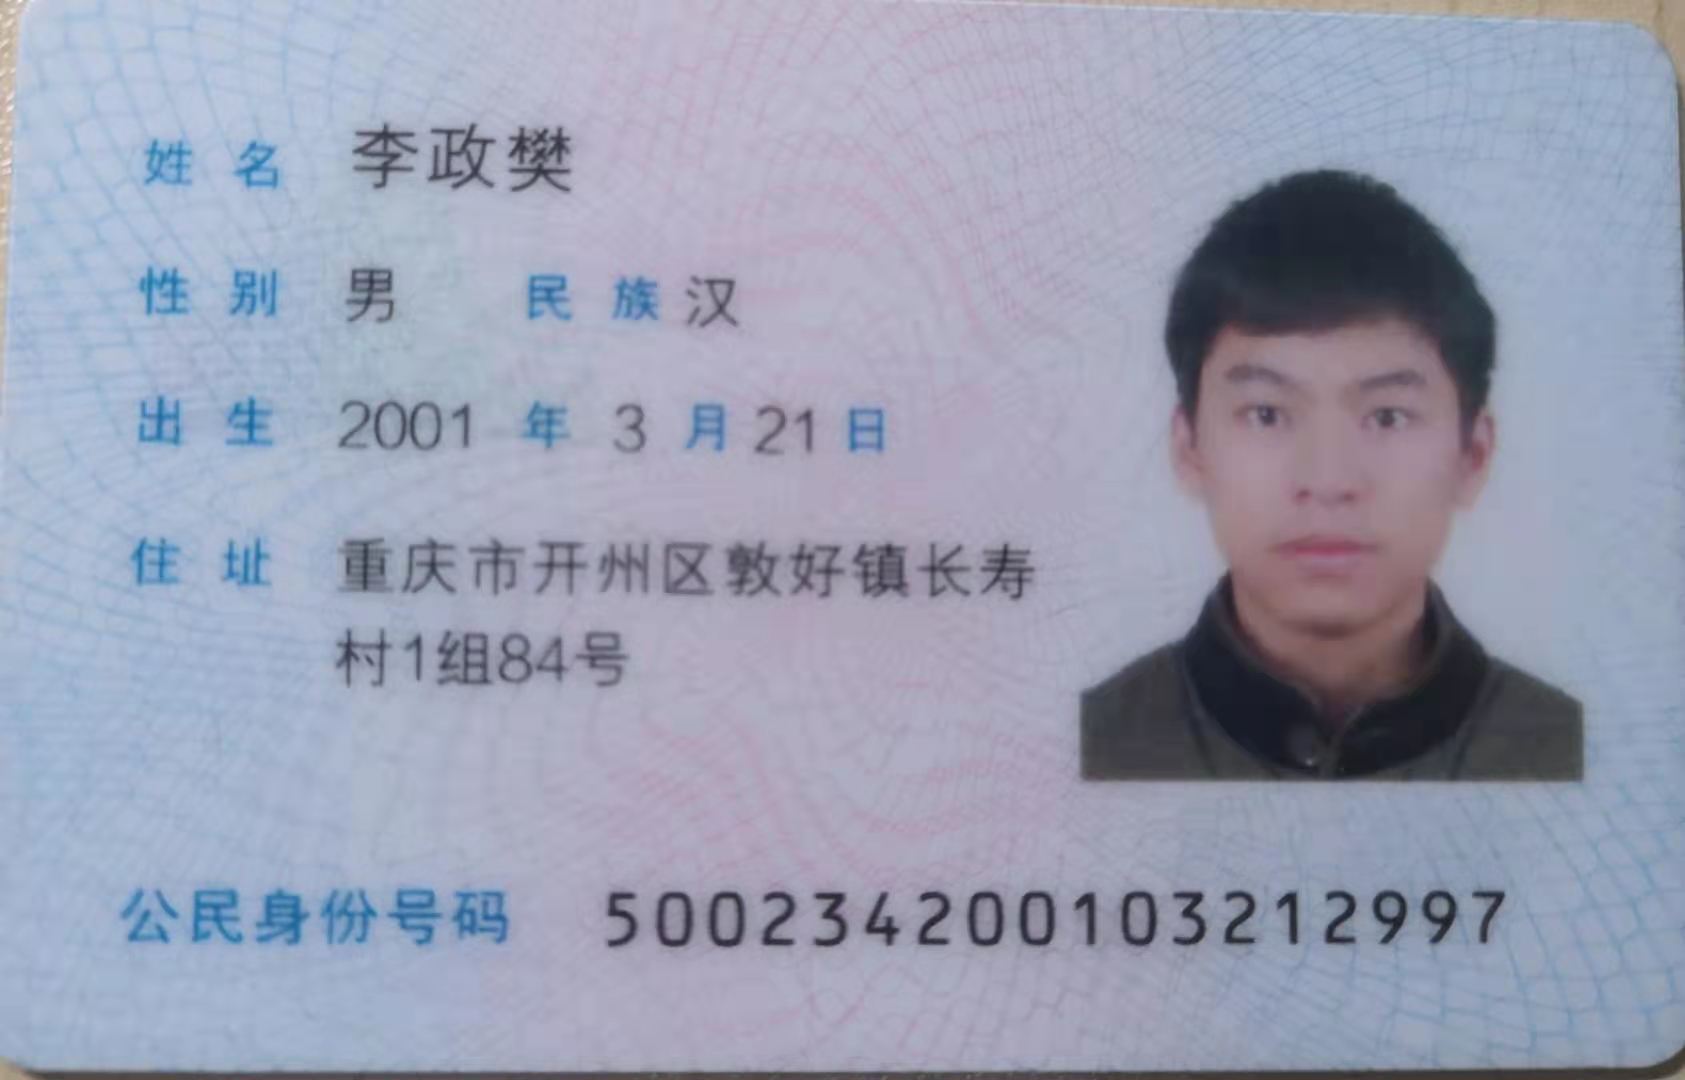 姓名 李政樊
性别 男 民族 汉
出生 2001 年 3 月 21 日
住址 重庆市开州区敦好镇长寿
村1组84号
公民身份号码 500234200103212997